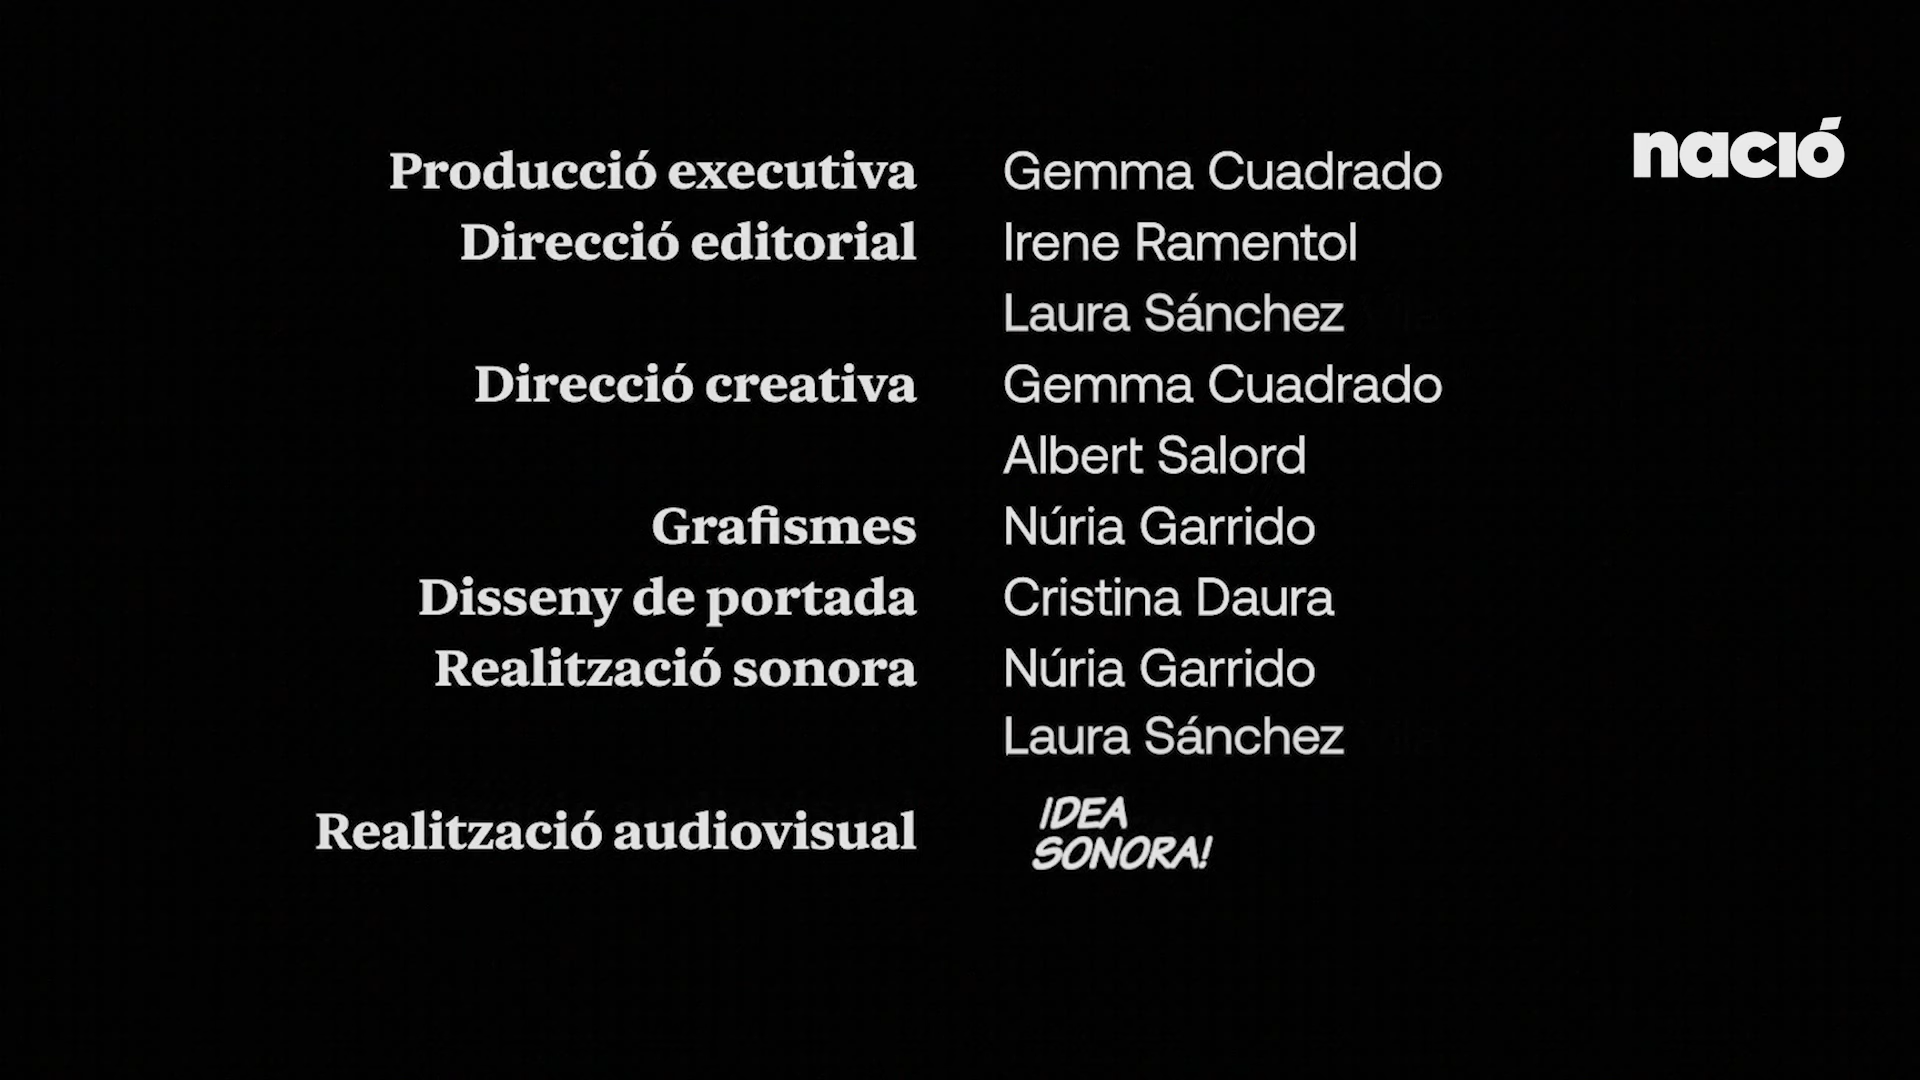 nació
Producció executiva Gemma Cuadrado
Direcció editorial Irene Ramentol
Laura Sánchez
Direcció creativa Gemma Cuadrado
Albert Salord
Grafismes Núria Garrido
Disseny de portada Cristina Daura
Realització sonora Núria Garrido
Laura Sánchez
Realització audiovisual IDEA
SONORA!